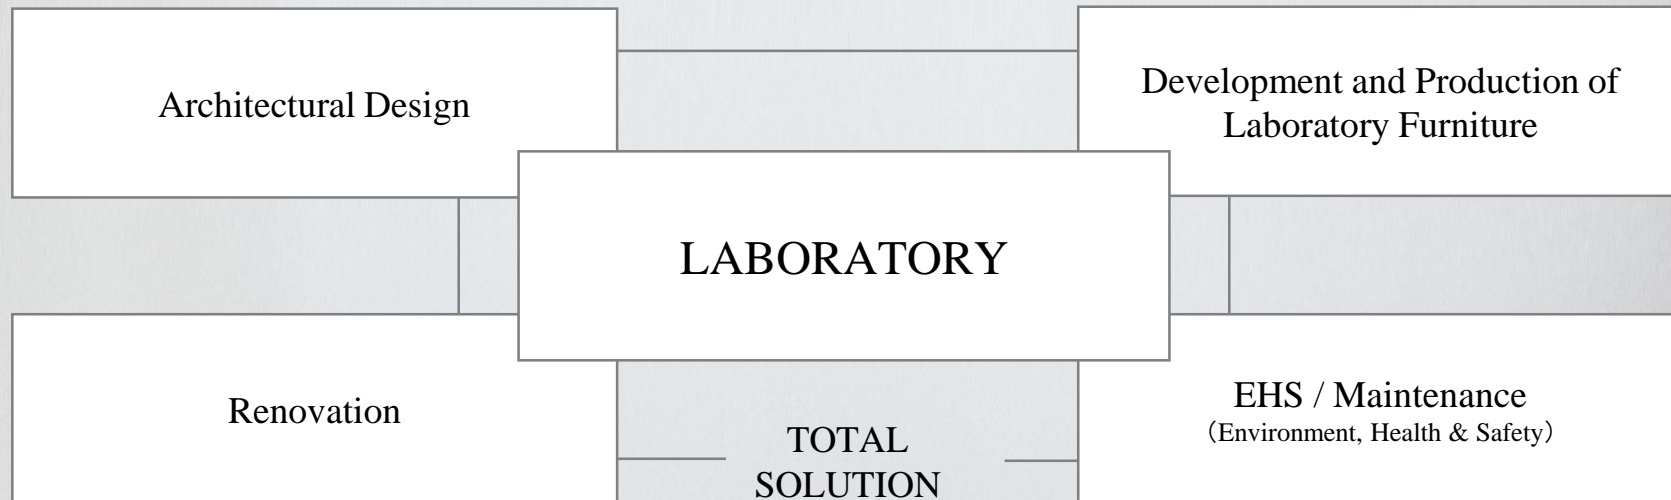 Architectural Design
Development and Production of
Laboratory Furniture
LABORATORY
Renovation
EHS / Maintenance
（Environment, Health & Safety）
TOTAL
SOLUTION